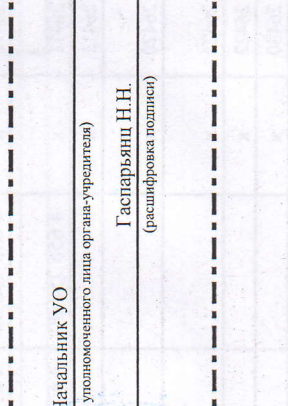 Начальник УО
уполномоченного лица органа-учредителя)
Гаспарьянц Н.Н.
(расшифровка подписи)